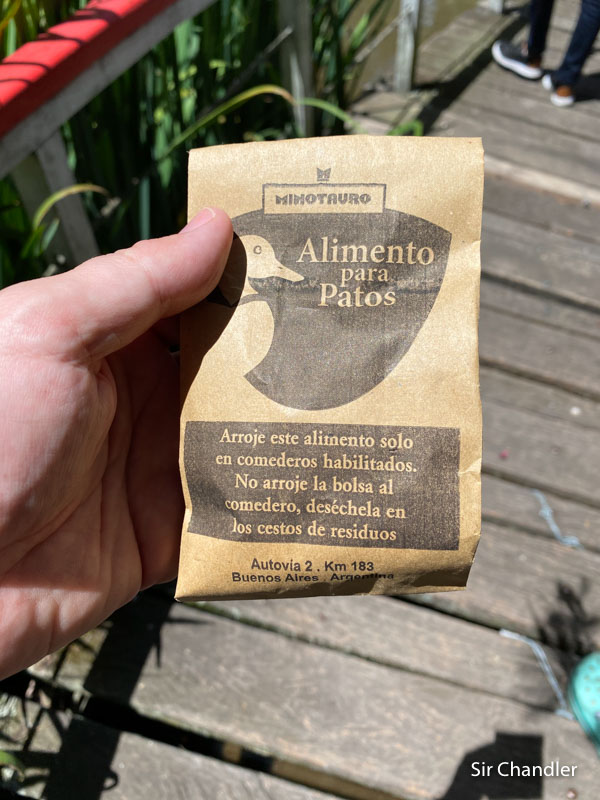 MINOTAURO
Alimento
para
Patos
Arroje este alimento solo
en comederos habilitados.
No arroje la bolsa al
comedero, deséchela en
los cestos de residuos
Autovía 2 . Km 183
Buenos Aires . Argentina
Sir Chandler